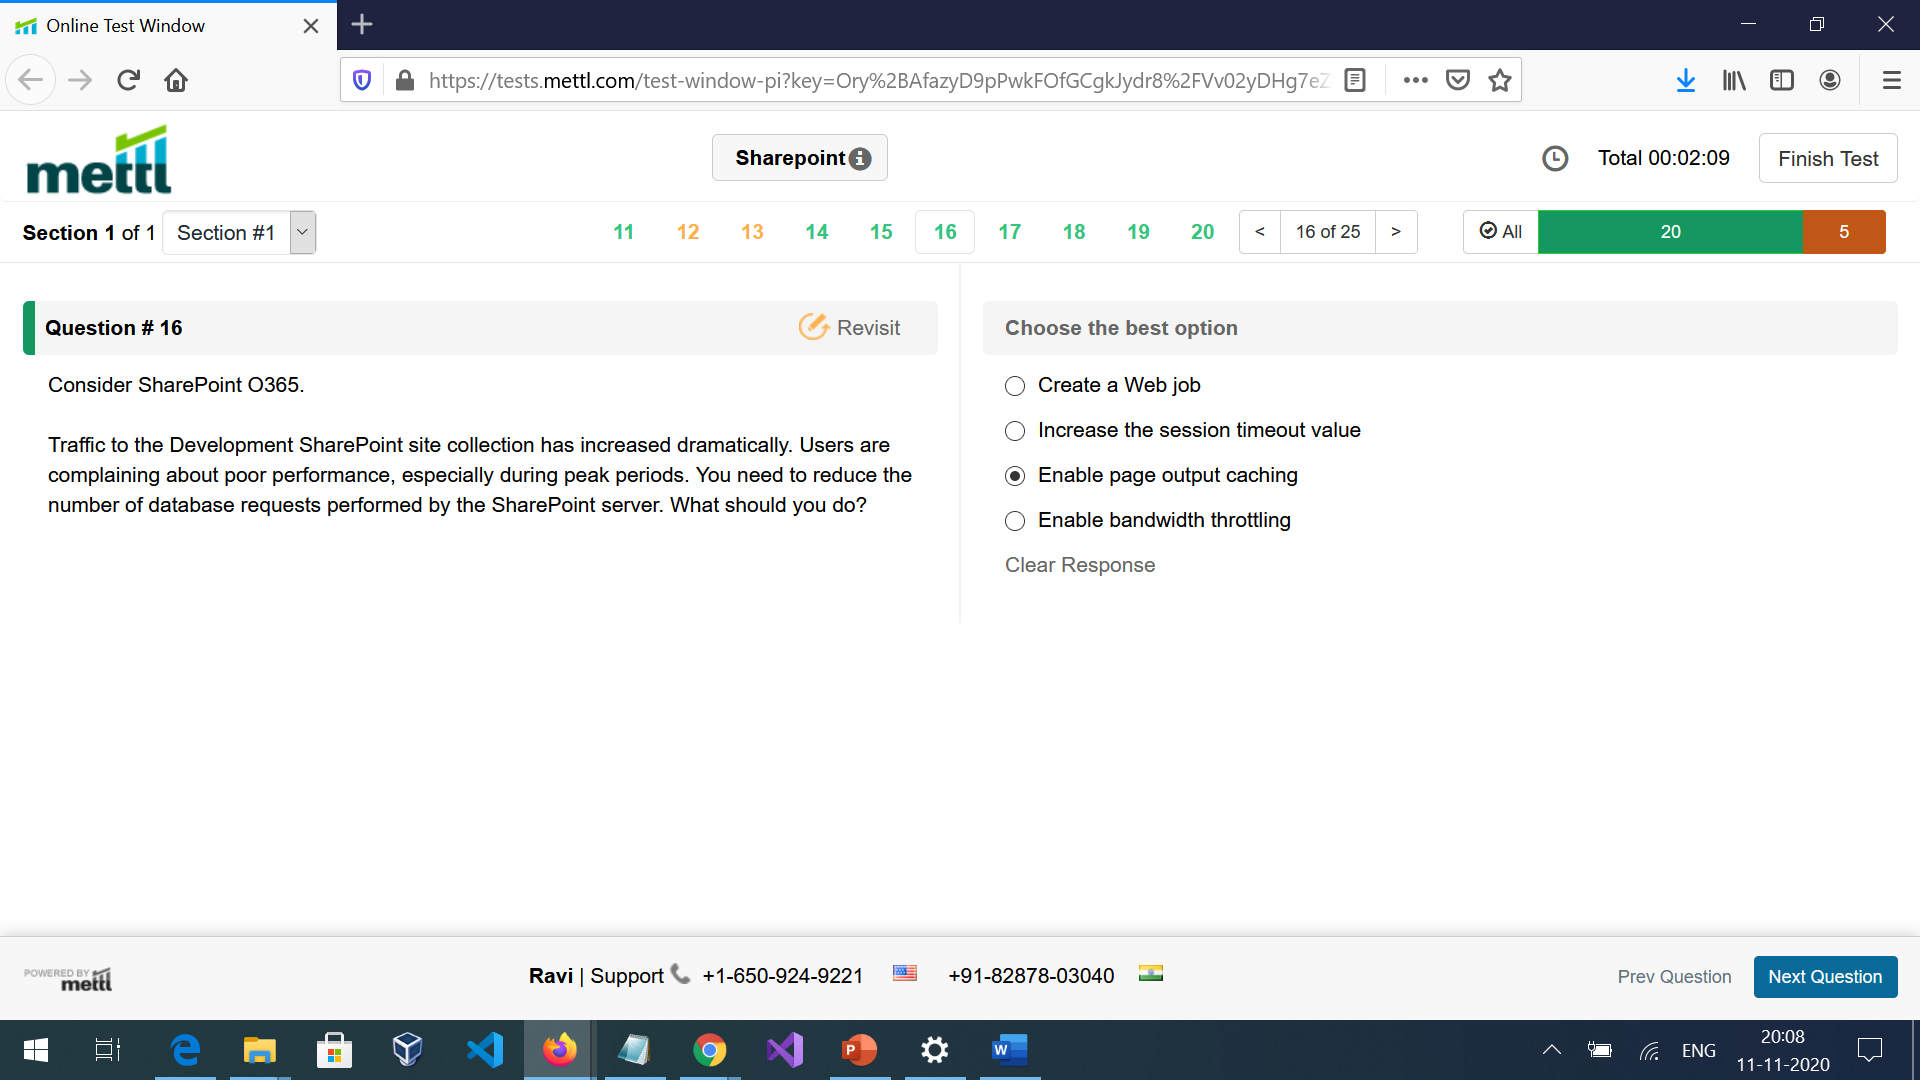 Online Test Window
https://tests.mettl.com/test-window-pi?key=Ory%2BAfazyD9pPwkFOfGCgkJydr8%2FVv02yDHg7eZ
mettl
Sharepoint
Total 00:02:09
Finish Test
Section 1 of 1
Section #1
11 12 13 14 15 16 17 18 19 20
< 16 of 25 >
All 20 5
Question # 16
Revisit
Choose the best option
Consider SharePoint O365.
Traffic to the Development SharePoint site collection has increased dramatically. Users are
complaining about poor performance, especially during peak periods. You need to reduce the
number of database requests performed by the SharePoint server. What should you do?
Create a Web job
Increase the session timeout value
Enable page output caching
Enable bandwidth throttling
Clear Response
POWERED BY
mettl
Ravi | Support +1-650-924-9221 +91-82878-03040
Prev Question
Next Question
ENG
20:08
11-11-2020